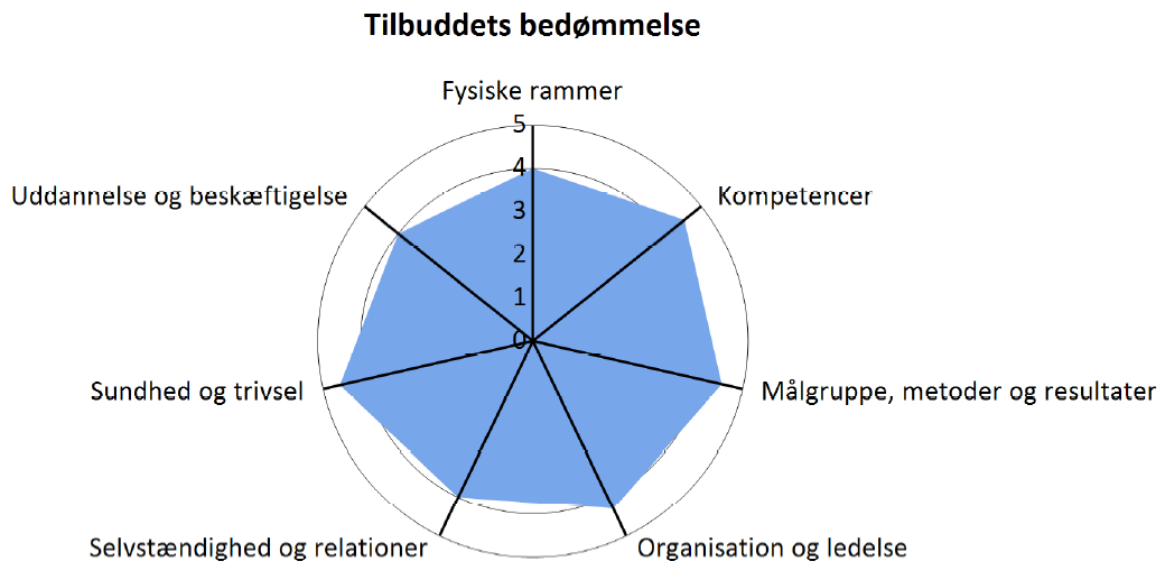 Tilbuddets bedømmelse
Fysiske rammer
5
4
3
2
1
0
Uddannelse og beskæftigelse
Kompetencer
Sundhed og trivsel
Målgruppe, metoder og resultater
Selvstændighed og relationer
Organisation og ledelse